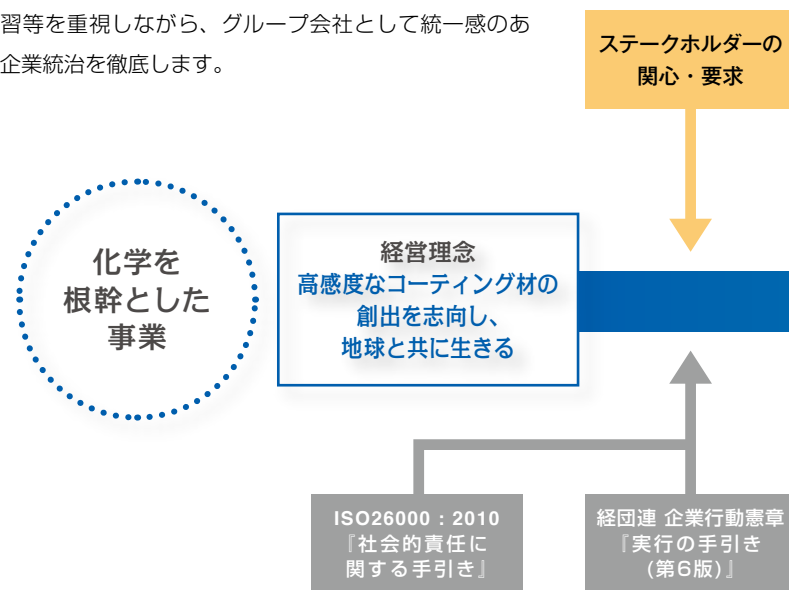 習等を重視しながら、グループ会社として統一感のあ
企業統治を徹底します。
ステークホルダーの
関心・要求
化学を
根幹とした
事業
経営理念
高感度なコーティング材の
創出を志向し、
地球と共に生きる
ISO26000：2010
『社会的責任に
関する手引き』
経団連 企業行動憲章
『実行の手引き
(第6版)』